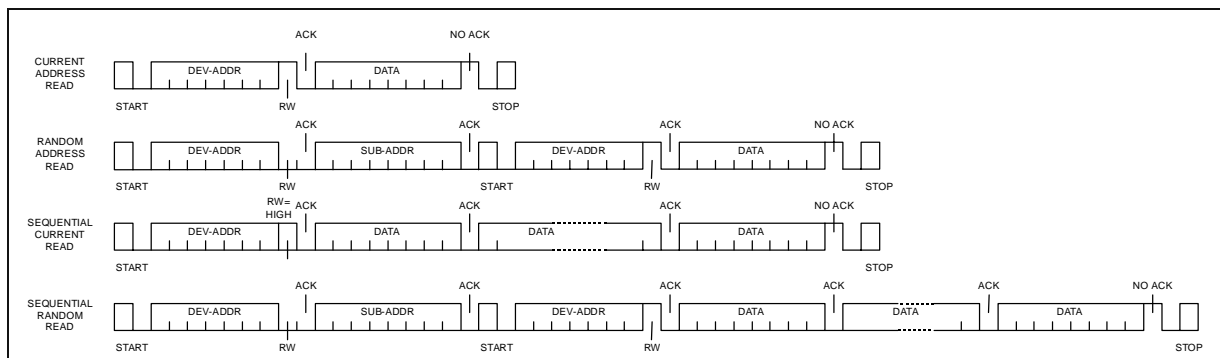 ACK NO ACK
CURRENT
ADDRESS
READ
DEV-ADDR DATA
START RW STOP
ACK ACK ACK NO ACK
RANDOM
ADDRESS
READ
DEV-ADDR SUB-ADDR DEV-ADDR DATA
START RW START RW STOP
RW=
HIGH
ACK ACK ACK NO ACK
SEQUENTIAL
CURRENT
READ
DEV-ADDR DATA DATA DATA
START STOP
ACK ACK ACK ACK ACK NO ACK
SEQUENTIAL
RANDOM
READ
DEV-ADDR SUB-ADDR DEV-ADDR DATA DATA DATA
START RW START RW STOP